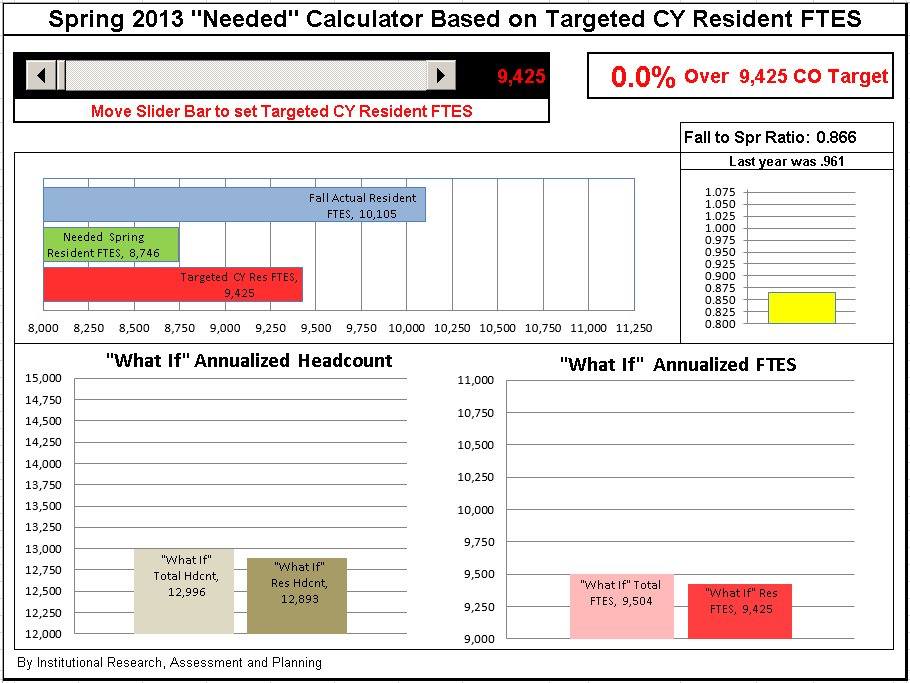 Spring 2013 "Needed" Calculator Based on Targeted CY Resident FTES
9,425
Move Slider Bar to set Targeted CY Resident FTES
0.0% Over 9,425 CO Target
Fall to Spr Ratio: 0.866
Last year was .961
Fall Actual Resident
FTES, 10,105
Needed Spring
Resident FTES, 8,746
Targeted CY Res FTES,
9,425
8,000 8,250 8,500 8,750 9,000 9,250 9,500 9,750 10,000 10,250 10,500 10,750 11,000 11,250
1.075
1.050
1.025
1.000
0.975
0.950
0.925
0.900
0.875
0.850
0.825
0.800
"What If" Annualized Headcount
15,000
14,750
14,500
14,250
14,000
13,750
13,500
13,250
13,000
12,750
12,500
12,250
12,000
"What If"
Total Hdcnt,
12,996
"What If"
Res Hdcnt,
12,893
"What If" Annualized FTES
11,000
10,750
10,500
10,250
10,000
9,750
9,500
9,250
9,000
"What If" Total
FTES, 9,504
"What If" Res
FTES, 9,425
By Institutional Research, Assessment and Planning